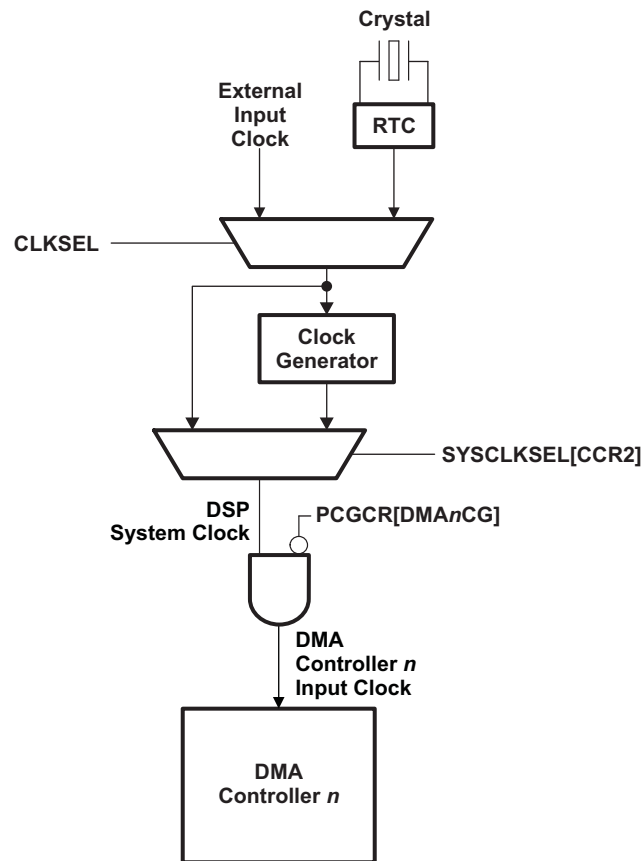 Crystal
External
Input
Clock
RTC
CLKSEL
Clock
Generator
SYSCLKSEL[CCR2]
DSP
System Clock
PCGCR[DMAnCG]
DMA
Controller n
Input Clock
DMA
Controller n